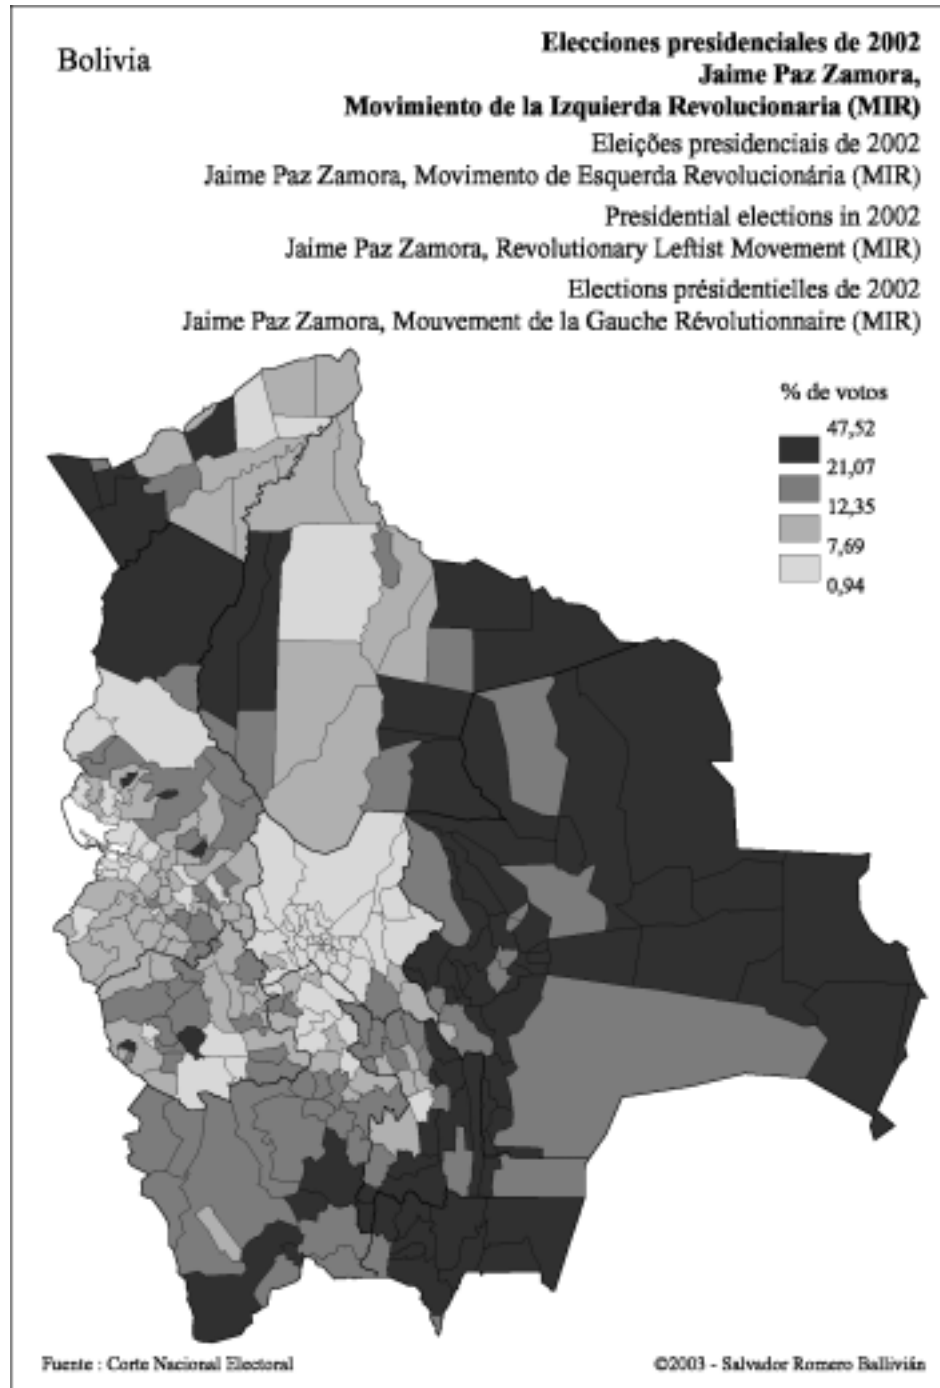 Bolivia
Elecciones presidenciales de 2002
Jaime Paz Zamora,
Movimiento de la Izquierda Revolucionaria (MIR)
Eleições presidenciais de 2002
Jaime Paz Zamora, Movimento de Esquerda Revolucionária (MIR)
Presidential elections in 2002
Jaime Paz Zamora, Revolutionary Leftist Movement (MIR)
Elections présidentielles de 2002
Jaime Paz Zamora, Mouvement de la Gauche Révolutionnaire (MIR)
% de votos
47,52
21,07
12,35
7,69
0,94
Fuente : Corte Nacional Electoral
©2003 - Salvador Romero Ballivián